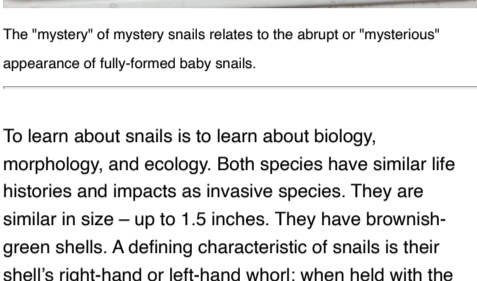 The "mystery" of mystery snails relates to the abrupt or "mysterious"
appearance of fully-formed baby snails.
To learn about snails is to learn about biology,
morphology, and ecology. Both species have similar life
histories and impacts as invasive species. They are
similar in size – up to 1.5 inches. They have brownish-
green shells. A defining characteristic of snails is their
shell's right-hand or left-hand whorl; when held with the